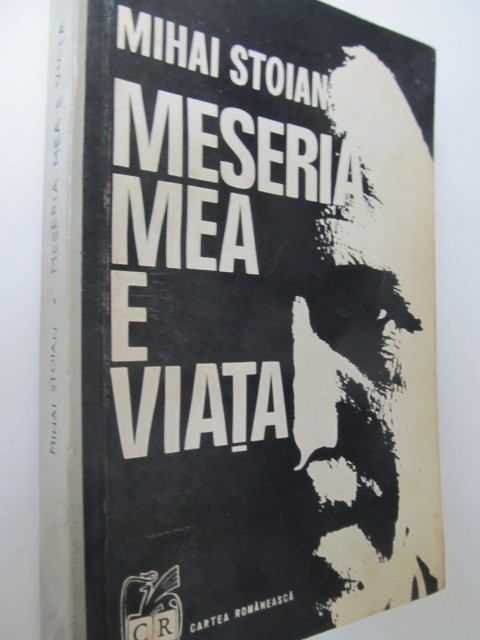 MIHAI STOIAN
MESERIA
MEA
E
VIAȚA
CR
CARTEA ROMÂNEASCĂ
MIHAI STOIAN - MESERIA MEA E VIAȚA